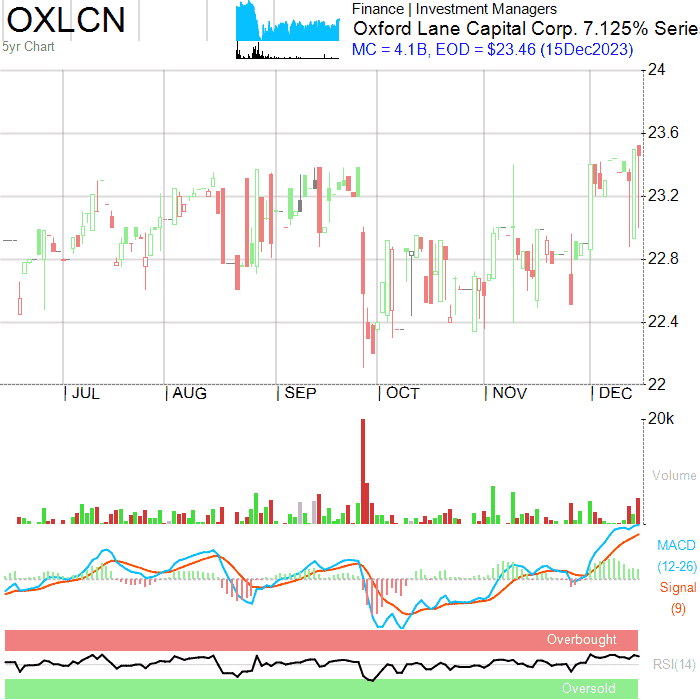 OXLCN
5yr Chart
Finance | Investment Managers
Oxford Lane Capital Corp. 7.125% Serie
MC = 4.1B, EOD = $23.46 (15Dec2023)
24
23.6
23.2
22.8
22.4
22
JUL AUG SEP OCT NOV DEC
20k
Volume
MACD
(12-26)
Signal
(9)
Overbought
RSI(14)
Oversold